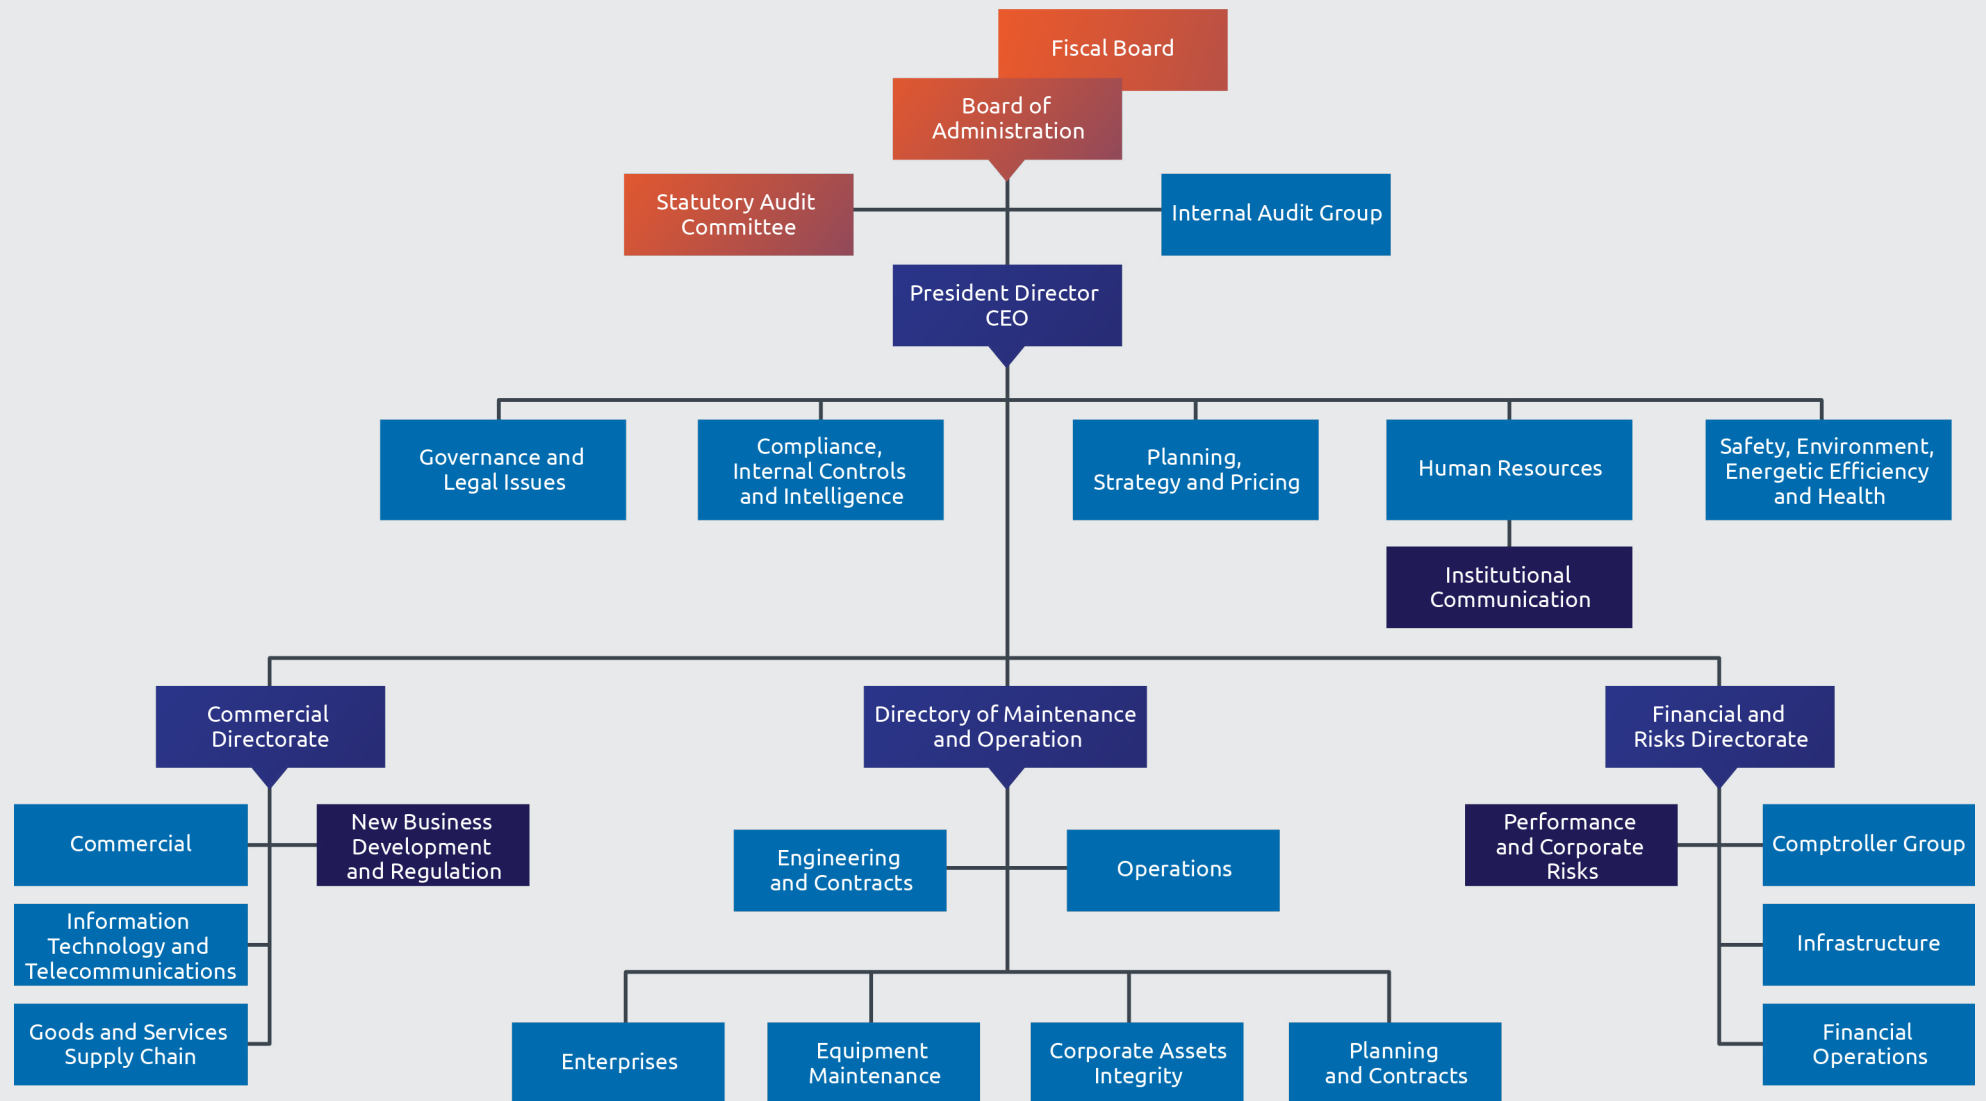 Fiscal Board
Board of
Administration
Statutory Audit
Committee
Internal Audit Group
President Director
CEO
Governance and
Legal Issues
Compliance,
Internal Controls
and Intelligence
Planning,
Strategy and Pricing
Human Resources
Safety, Environment,
Energetic Efficiency
and Health
Institutional
Communication
Commercial
Directorate
Directory of Maintenance
and Operation
Financial and
Risks Directorate
Commercial
New Business
Development
and Regulation
Information
Technology and
Telecommunications
Goods and Services
Supply Chain
Engineering
and Contracts
Operations
Enterprises
Equipment
Maintenance
Corporate Assets
Integrity
Planning
and Contracts
Performance
and Corporate
Risks
Comptroller Group
Infrastructure
Financial
Operations